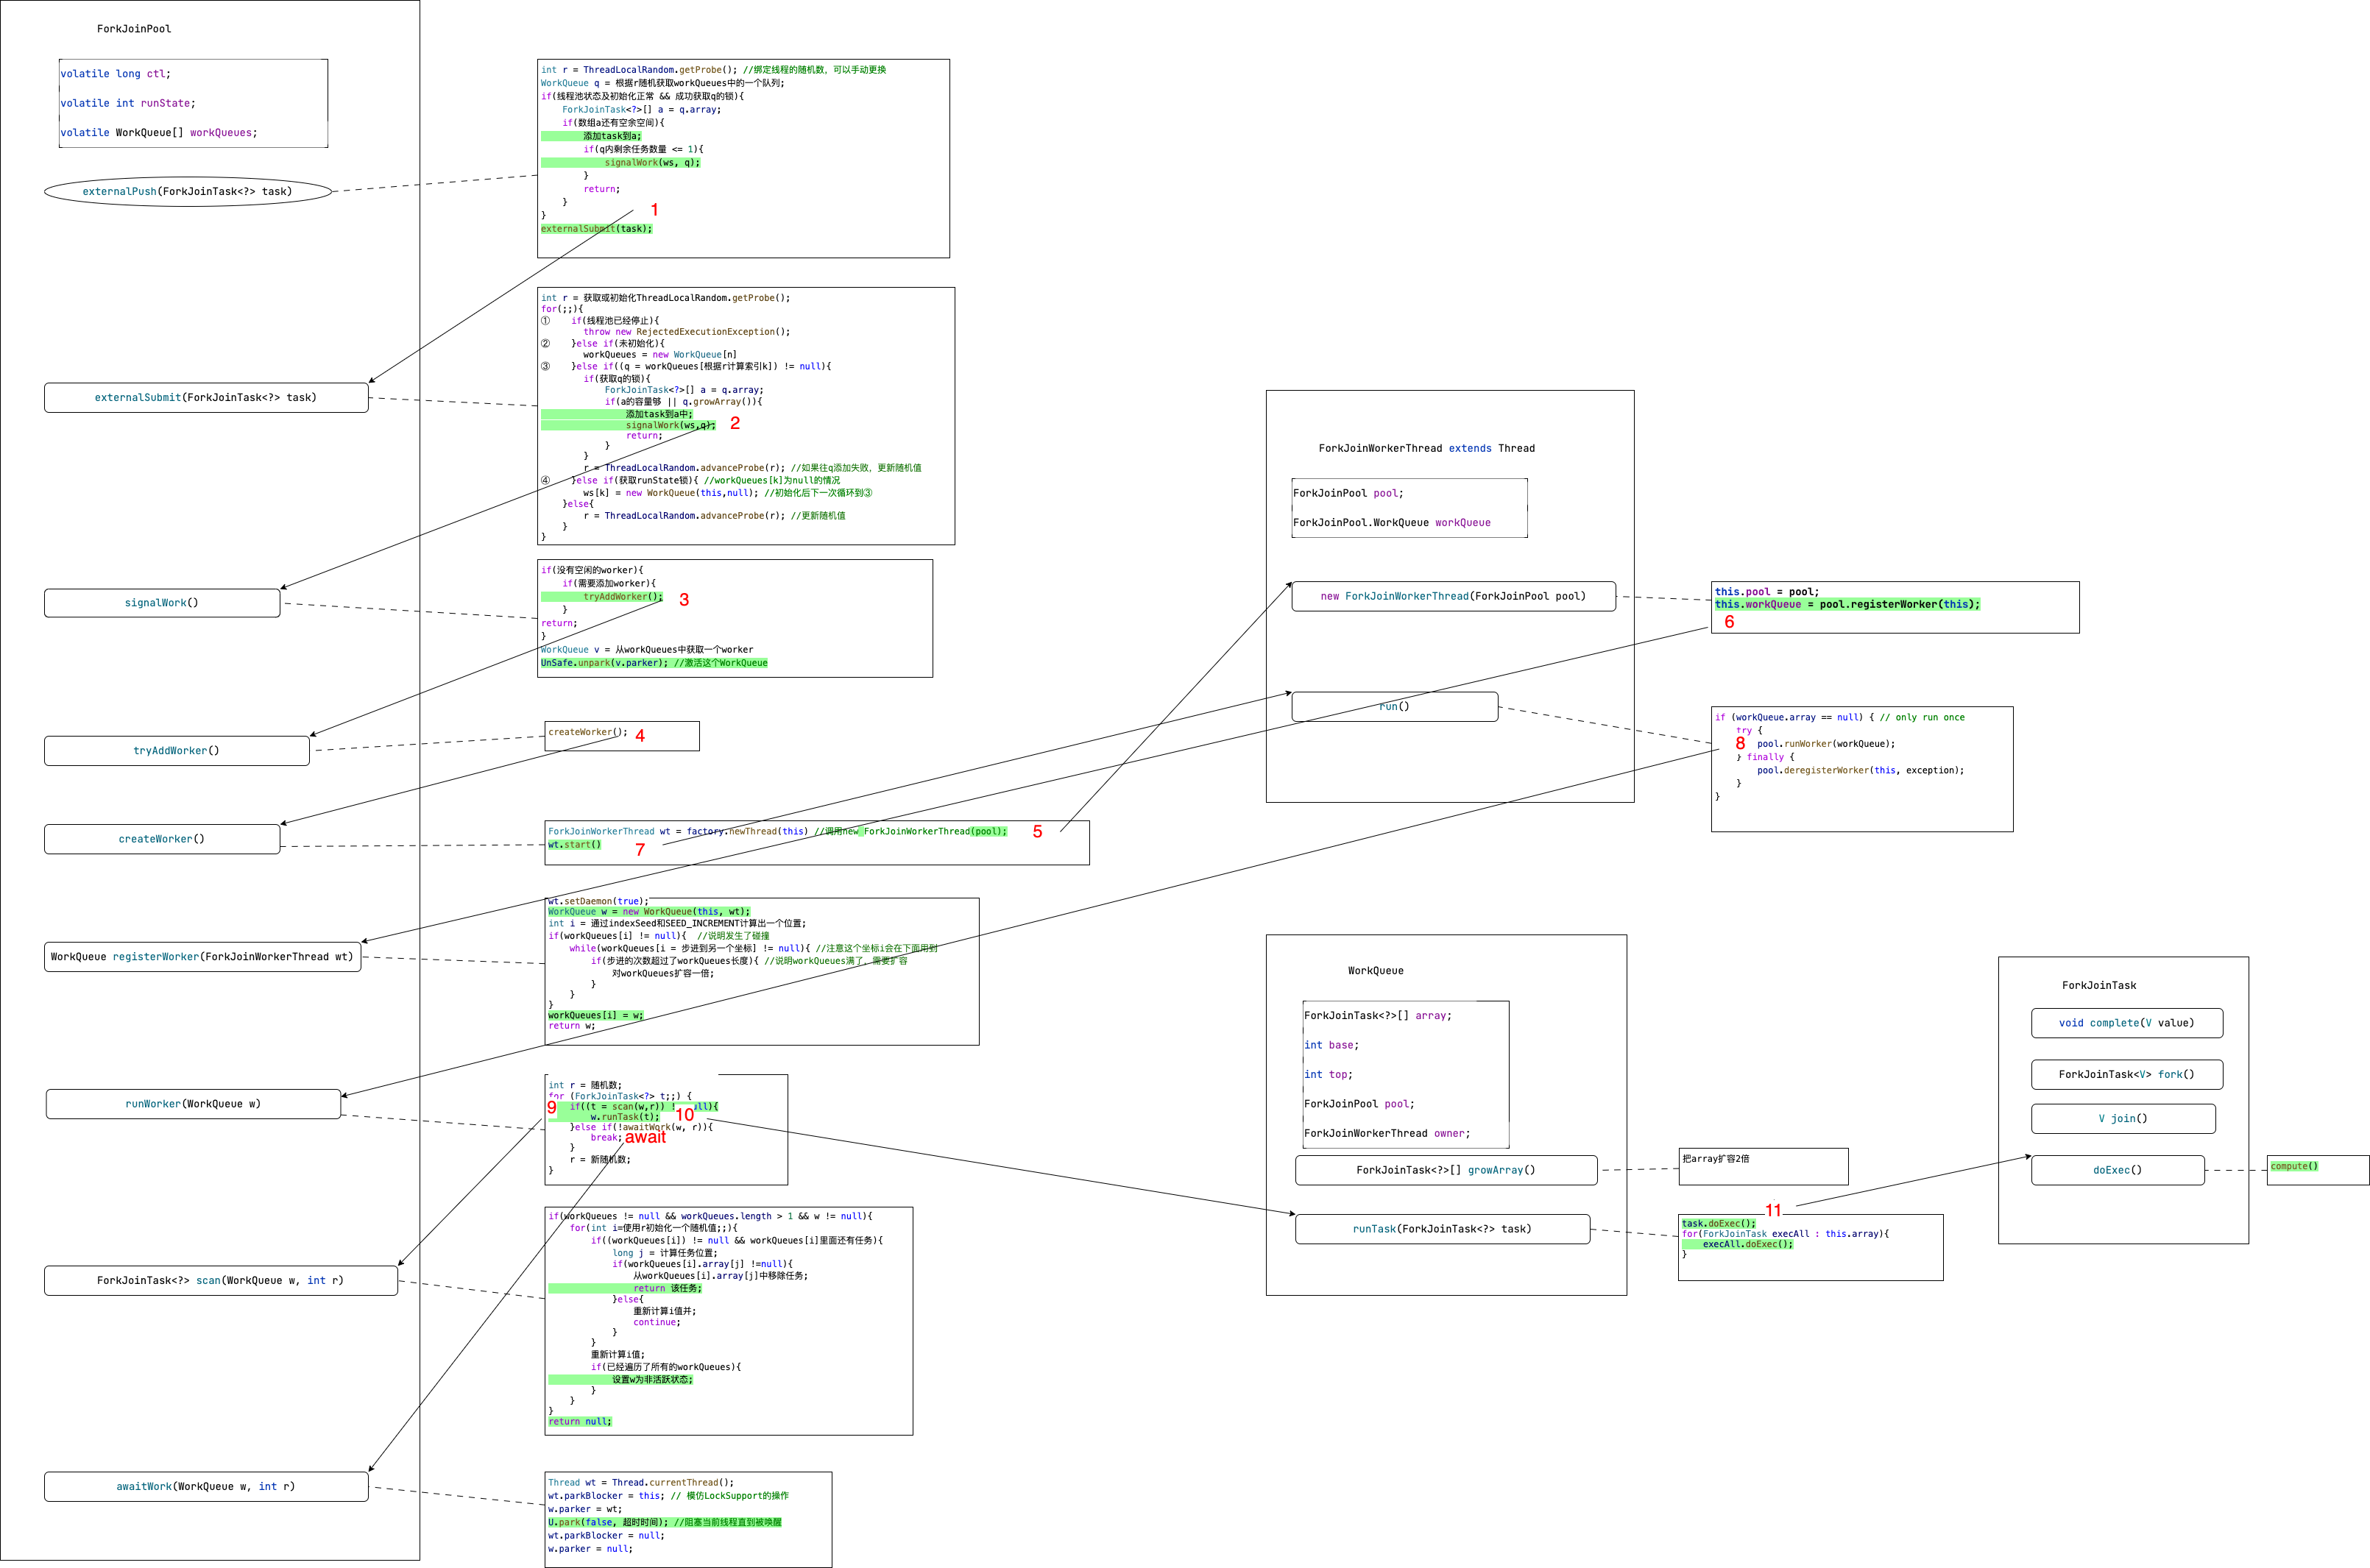 ForkJoinPool
volatile long ctl;
volatile int runState;
volatile WorkQueue[] workQueues;
externalPush(ForkJoinTask<?> task)
int r = ThreadLocalRandom.getProbe(); //绑定线程的随机数，可以手动更换
WorkQueue q = 根据r随机获取workQueues中的一个队列;
if(线程池状态及初始化正常 && 成功获取q的锁){
ForkJoinTask<?>[] a = q.array;
if(数组a还有空余空间){
添加task到a;
if(q内剩余任务数量 <= 1){
signalWork(ws, q);
}
return;
}
}
externalSubmit(task);
1
externalSubmit(ForkJoinTask<?> task)
int r = 获取或初始化ThreadLocalRandom.getProbe();
for(;;){
① if(线程池已经停止){
throw new RejectedExecutionException();
② }else if(未初始化){
workQueues = new WorkQueue[n]
③ }else if((q = workQueues[根据r计算索引k]) != null){
if(获取q的锁){
ForkJoinTask<?>[] a = q.array;
if(a的容量够 || q.growArray()){
添加task到a中;
signalWork(ws,q);
return;
}
}
r = ThreadLocalRandom.advanceProbe(r); //如果往q添加失败，更新随机值
④ }else if(获取runState锁){ //workQueues[k]为null的情况
ws[k] = new WorkQueue(this,null); //初始化后下一次循环到③
}else{
r = ThreadLocalRandom.advanceProbe(r); //更新随机值
}
}
2
signalWork()
if(没有空闲的worker){
if(需要添加worker){
tryAddWorker();
}
return;
}
WorkQueue v = 从workQueues中获取一个worker
UnSafe.unpark(v.parker); //激活这个WorkQueue
3
tryAddWorker()
createWorker();
4
createWorker()
ForkJoinWorkerThread wt = factory.newThread(this) //调用new ForkJoinWorkerThread(pool);
wt.start()
5
7
WorkQueue registerWorker(ForkJoinWorkerThread wt)
wt.setDaemon(true);
WorkQueue w = new WorkQueue(this, wt);
int i = 通过indexSeed和SEED_INCREMENT计算出一个位置;
if(workQueues[i] != null){ //说明发生了碰撞
while(workQueues[i = 步进到另一个坐标] != null){ //注意这个坐标i会在下面用到
if(步进的次数超过了workQueues长度){ //说明workQueues满了，需要扩容
对workQueues扩容一倍;
}
}
}
workQueues[i] = w;
return w;
runWorker(WorkQueue w)
int r = 随机数;
for (ForkJoinTask<?> t;;) {
if((t = scan(w,r)) != null){
w.runTask(t);
}else if(!awaitWork(w, r)){
break;
}
r = 新随机数;
}
9
10
await
ForkJoinTask<?> scan(WorkQueue w, int r)
if(workQueues != null && workQueues.length > 1 && w != null){
for(int i=使用r初始化一个随机值;;){
if((workQueues[i]) != null && workQueues[i]里面还有任务){
long j = 计算任务位置;
if(workQueues[i].array[j] !=null){
从workQueues[i].array[j]中移除任务;
return 该任务;
}else{
重新计算i值并;
continue;
}
}
重新计算i值;
if(已经遍历了所有的workQueues){
设置w为非活跃状态;
}
}
}
return null;
awaitWork(WorkQueue w, int r)
Thread wt = Thread.currentThread();
wt.parkBlocker = this; // 模仿LockSupport的操作
w.parker = wt;
U.park(false, 超时时间); //阻塞当前线程直到被唤醒
wt.parkBlocker = null;
w.parker = null;
ForkJoinWorkerThread extends Thread
ForkJoinPool pool;
ForkJoinPool.WorkQueue workQueue
new ForkJoinWorkerThread(ForkJoinPool pool)
this.pool = pool;
this.workQueue = pool.registerWorker(this);
6
run()
if (workQueue.array == null) { // only run once
try {
pool.runWorker(workQueue);
} finally {
pool.deregisterWorker(this, exception);
}
}
8
WorkQueue
ForkJoinTask<?>[] array;
int base;
int top;
ForkJoinPool pool;
ForkJoinWorkerThread owner;
ForkJoinTask<?>[] growArray()
把array扩容2倍
runTask(ForkJoinTask<?> task)
11
task.doExec();
for(ForkJoinTask execAll : this.array){
execAll.doExec();
}
ForkJoinTask
void complete(V value)
ForkJoinTask<V> fork()
V join()
doExec()
compute()